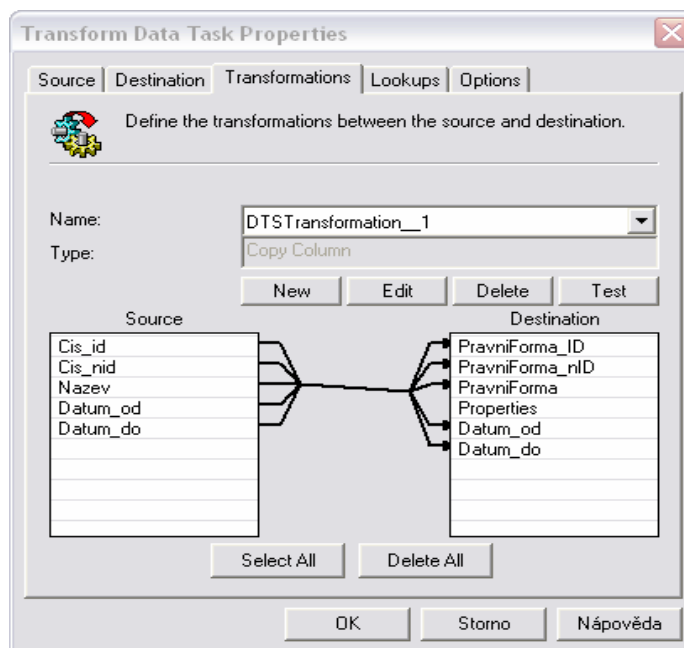 Transform Data Task Properties
Source Destination Transformations Lookups Options
Define the transformations between the source and destination.
Name: DTSTransformation__1
Type: Copy Column
New Edit Delete Test
Source Destination
Cis_id PravniForma_ID
Cis_nid PravniForma_nID
Nazev PravniForma
Datum_od Properties
Datum_do Datum_od
Datum_do
Select All Delete All
OK Storno Nápověda